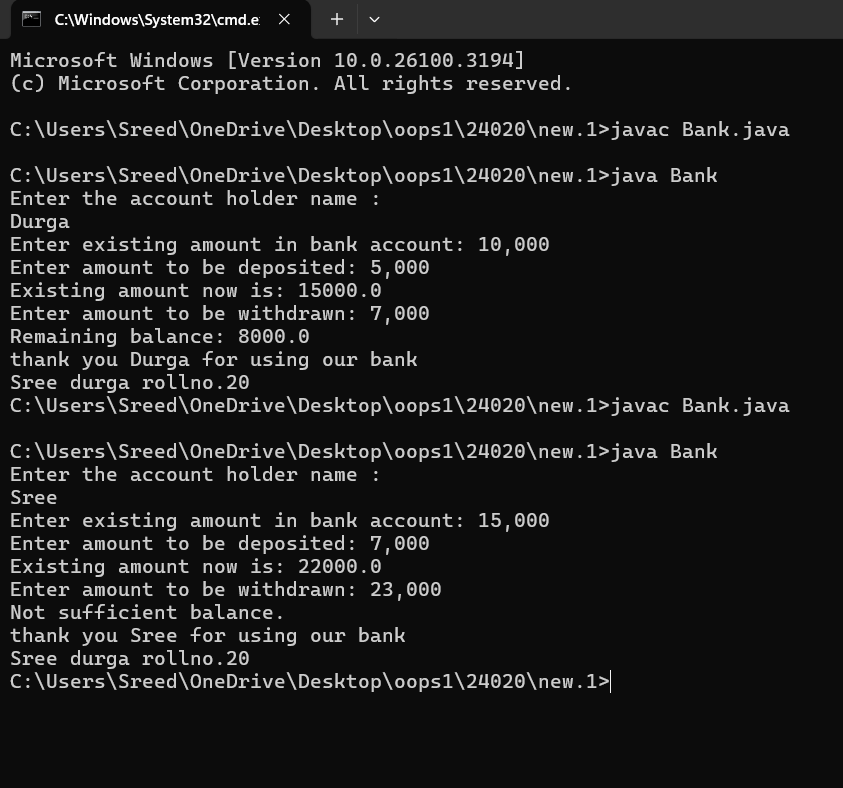 C:\Windows\System32\cmd.e
Microsoft Windows [Version 10.0.26100.3194]
(c) Microsoft Corporation. All rights reserved.
C:\Users\Sreed\OneDrive\Desktop\oops1\24020\new.1>javac Bank.java
C:\Users\Sreed\OneDrive\Desktop\oops1\24020\new.1>java Bank
Enter the account holder name :
Durga
Enter existing amount in bank account: 10,000
Enter amount to be deposited: 5,000
Existing amount now is: 15000.0
Enter amount to be withdrawn: 7,000
Remaining balance: 8000.0
thank you Durga for using our bank
Sree durga rollno.20
C:\Users\Sreed\OneDrive\Desktop\oops1\24020\new.1>javac Bank.java
C:\Users\Sreed\OneDrive\Desktop\oops1\24020\new.1>java Bank
Enter the account holder name :
Sree
Enter existing amount in bank account: 15,000
Enter amount to be deposited: 7,000
Existing amount now is: 22000.0
Enter amount to be withdrawn: 23,000
Not sufficient balance.
thank you Sree for using our bank
Sree durga rollno.20
C:\Users\Sreed\OneDrive\Desktop\oops1\24020\new.1>